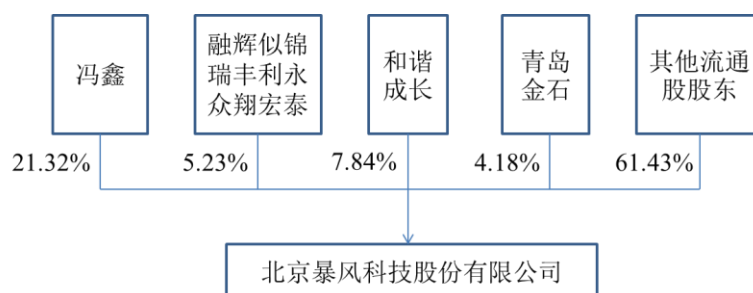 冯鑫
融辉似锦
瑞丰利永
众翔宏泰
和谐
成长
青岛
金石
其他流通
股股东
21.32%
5.23%
7.84%
4.18%
61.43%
北京暴风科技股份有限公司